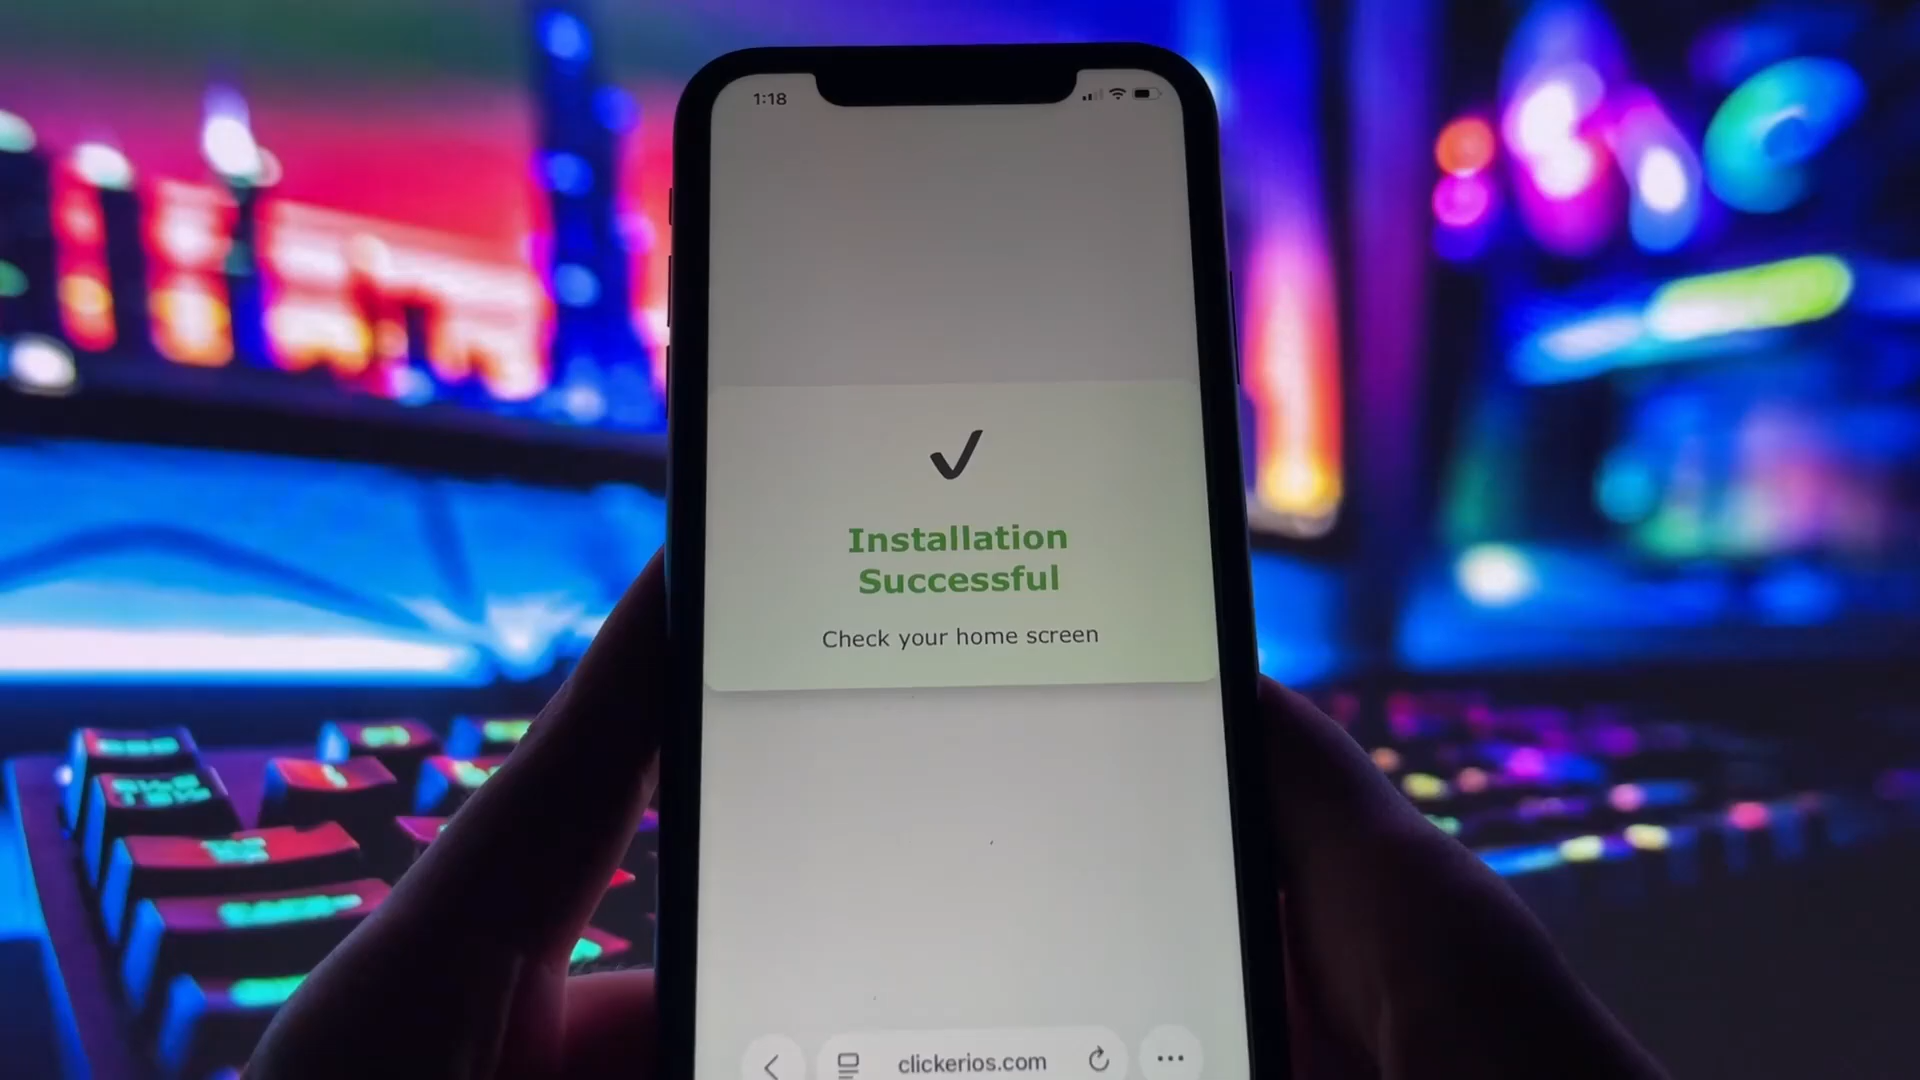 1:18
✓
Installation
Successful
Check your home screen
clickerios.com